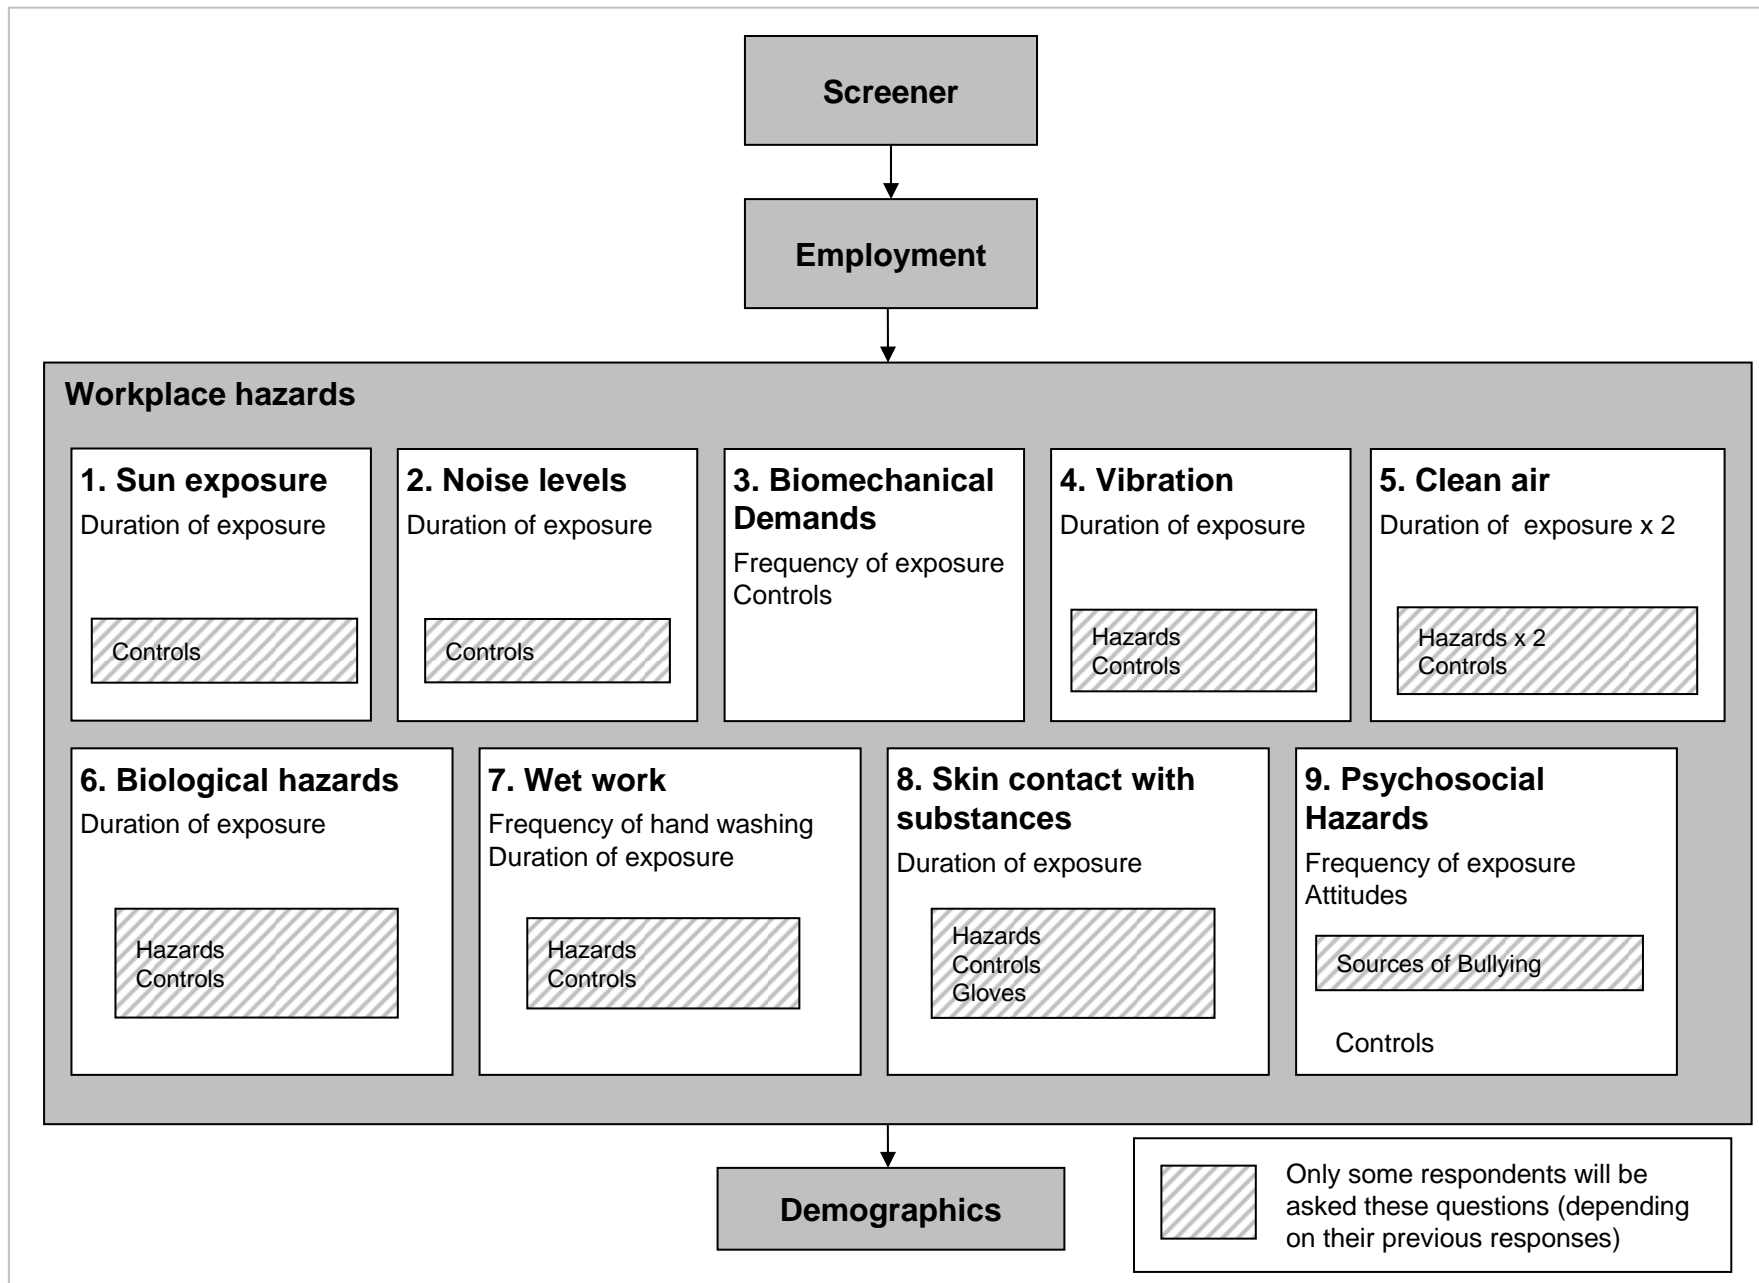 Screener
Employment
Workplace hazards
1. Sun exposure
Duration of exposure
Controls
2. Noise levels
Duration of exposure
Controls
3. Biomechanical
Demands
Frequency of exposure
Controls
4. Vibration
Duration of exposure
Hazards
Controls
5. Clean air
Duration of  exposure x 2
Hazards x 2
Controls
6. Biological hazards
Duration of exposure
Hazards
Controls
7. Wet work
Frequency of hand washing
Duration of exposure
Hazards
Controls
8. Skin contact with
substances
Duration of exposure
Hazards
Controls
Gloves
9. Psychosocial
Hazards
Frequency of exposure
Attitudes
Sources of Bullying
Controls
Demographics
Only some respondents will be
asked these questions (depending
on their previous responses)